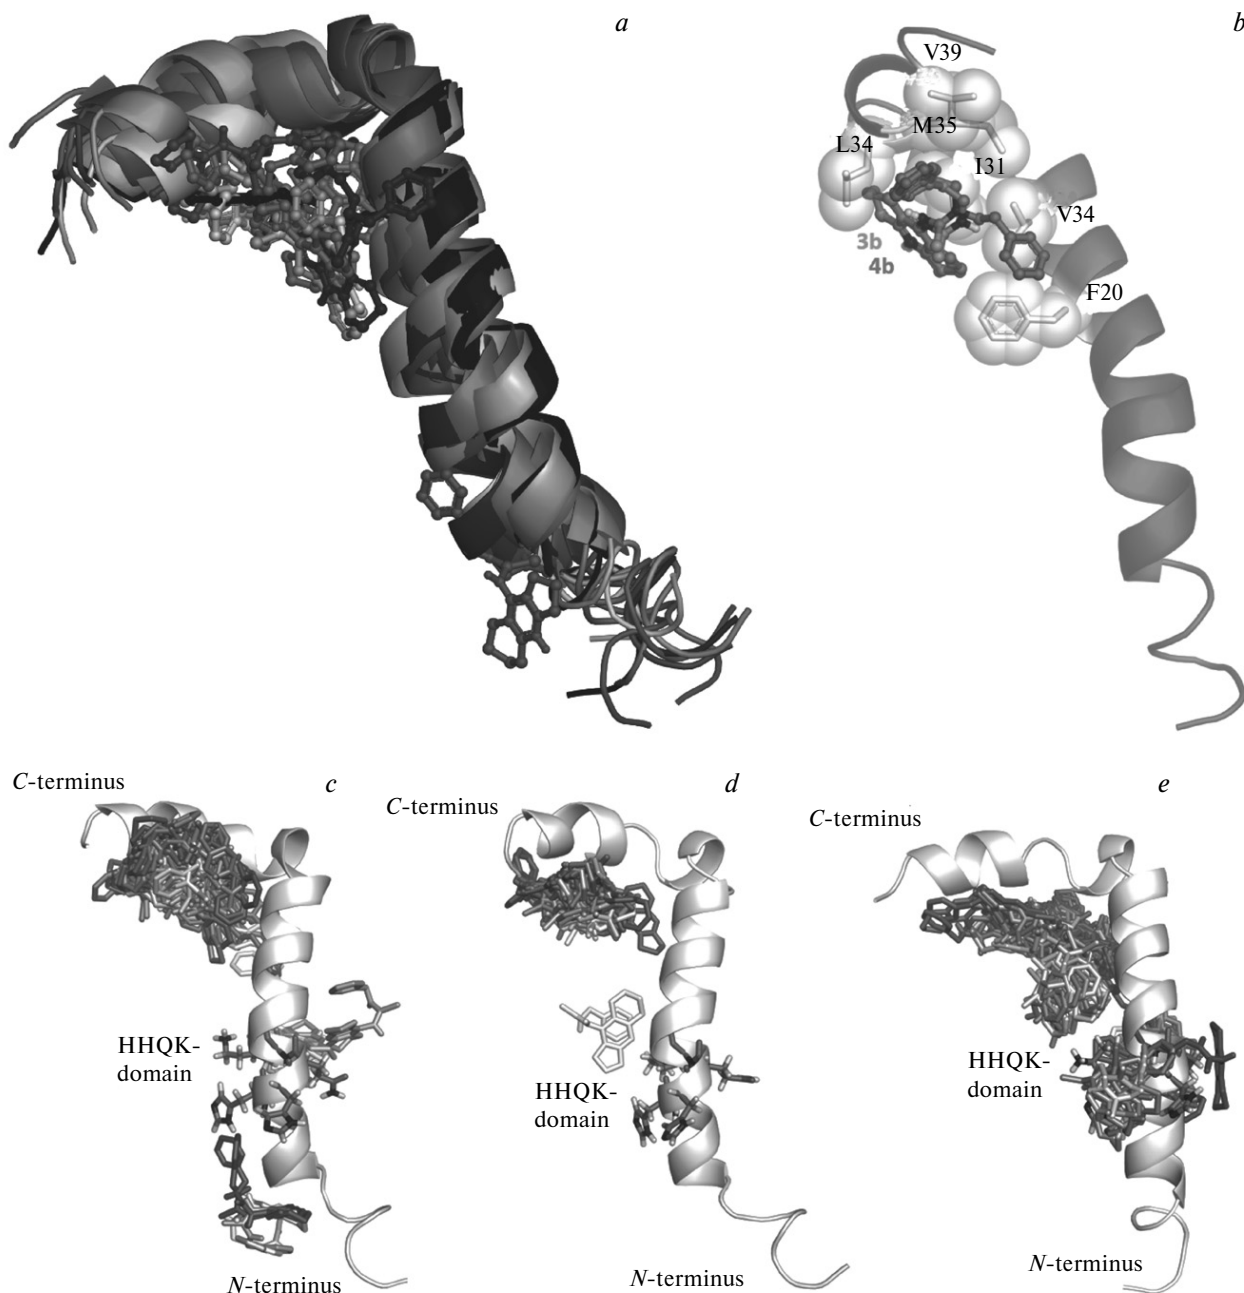 a
b
V39
M35
L34
I31
V34
3b
4b
F20
C-terminus
c
HHQK-
domain
N-terminus
C-terminus
d
HHQK-
domain
N-terminus
C-terminus
e
HHQK-
domain
N-terminus